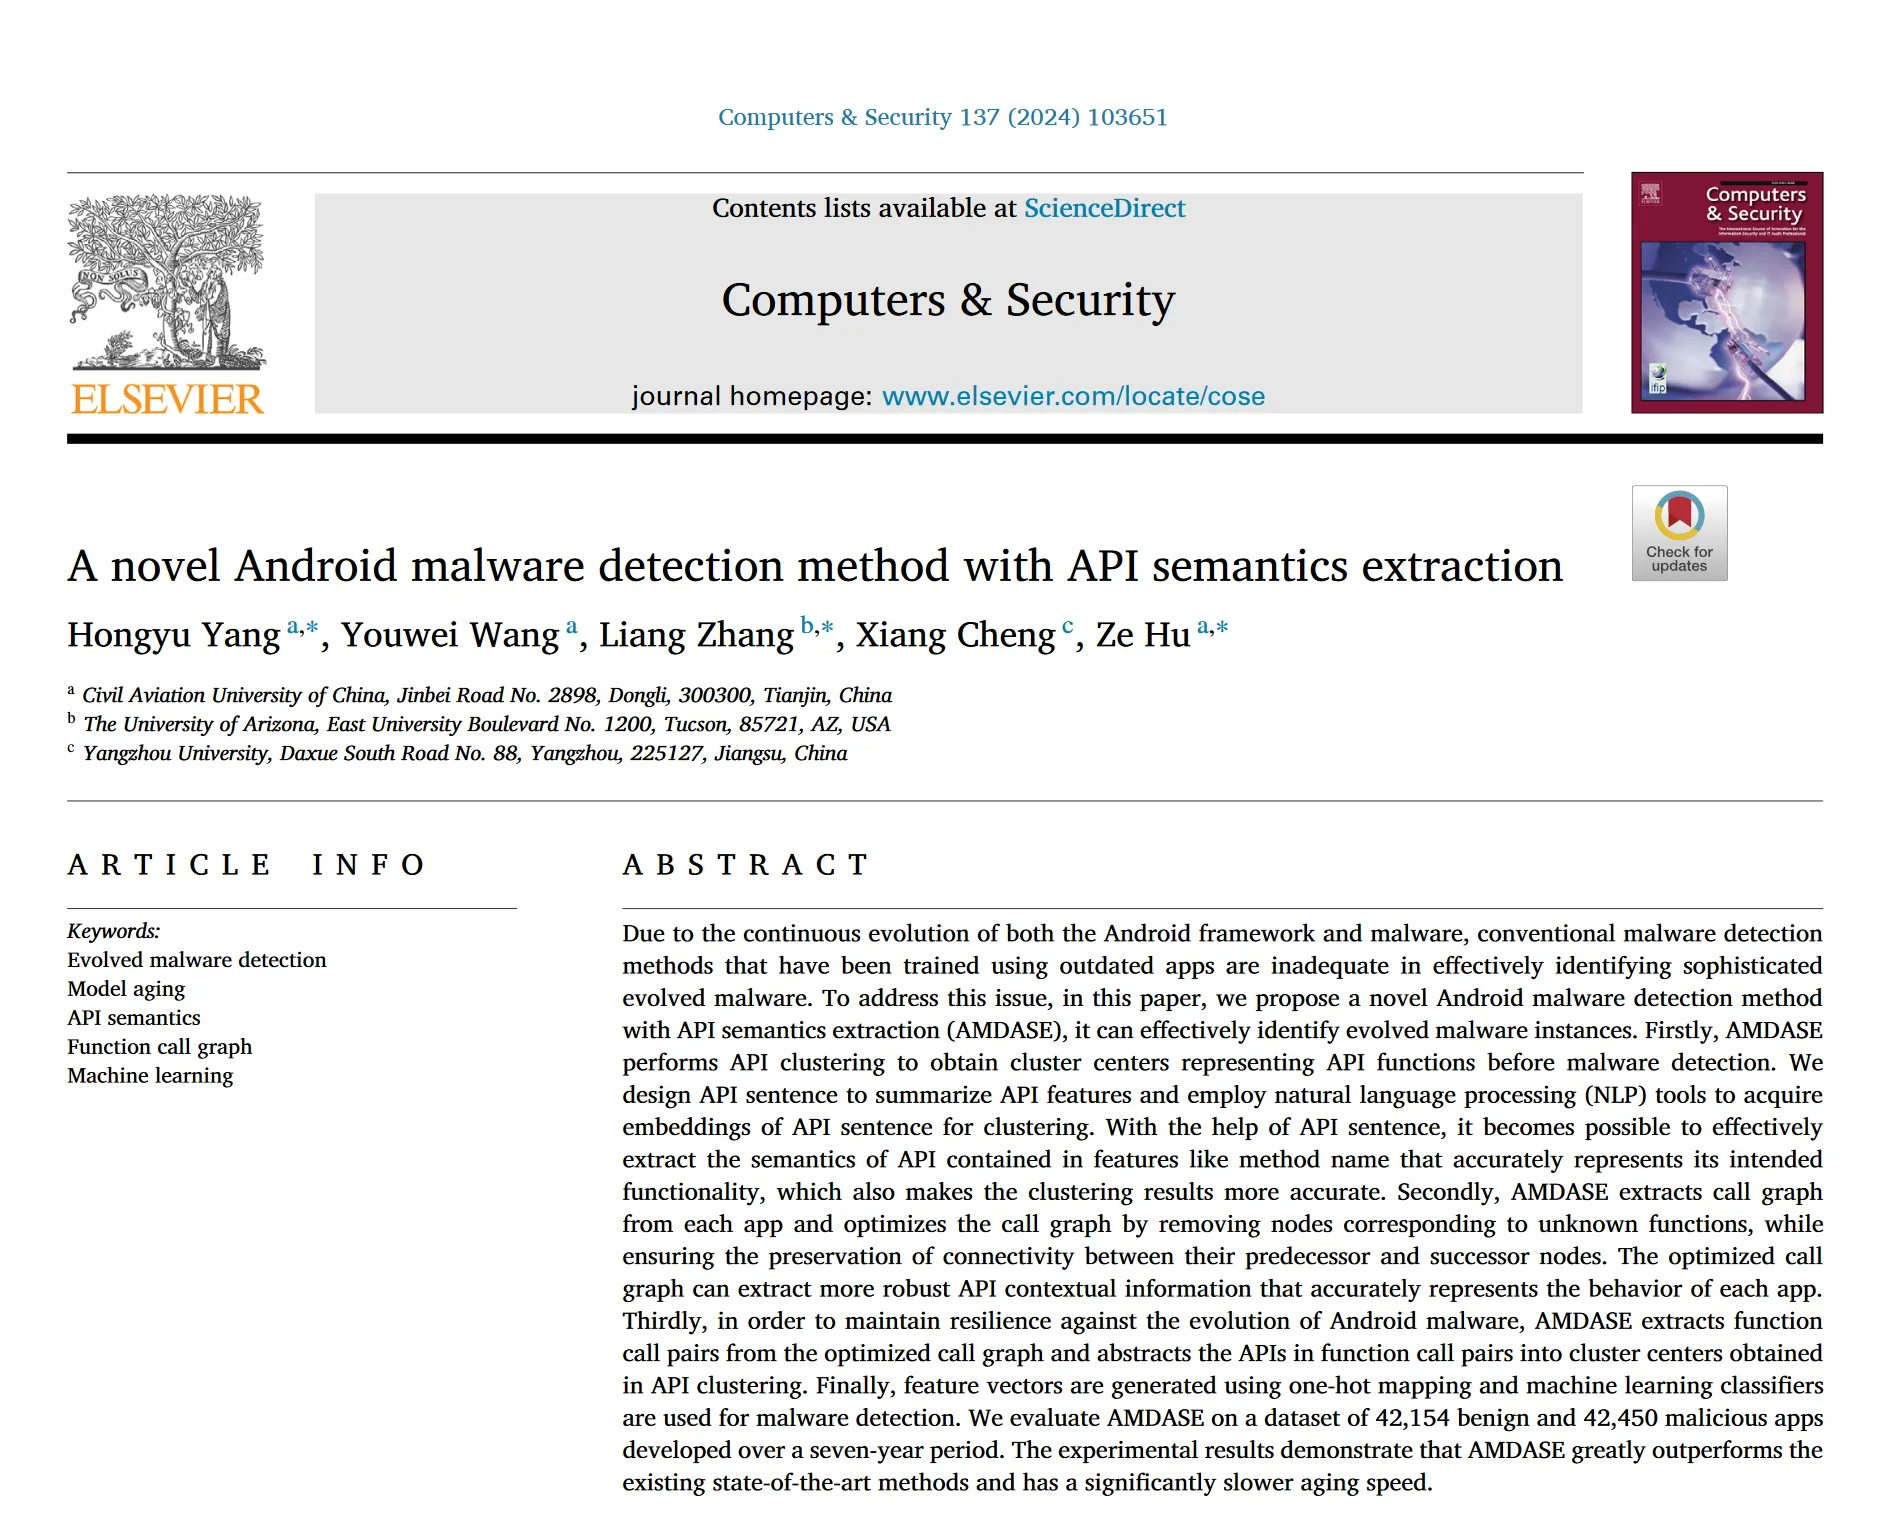 Computers & Security 137 (2024) 103651
Contents lists available at ScienceDirect
Computers & Security
journal homepage: www.elsevier.com/locate/cose
NON SOLUS
ELSEVIER
ELSEVIER
Computers
& Security
The International Source of Innovation for the
Information Security and IT Audit Professional
ifip
Check for
updates
A novel Android malware detection method with API semantics extraction
Hongyu Yang a,*, Youwei Wang a, Liang Zhang b,*, Xiang Cheng c, Ze Hu a,*
a Civil Aviation University of China, Jinbei Road No. 2898, Dongli, 300300, Tianjin, China
b The University of Arizona, East University Boulevard No. 1200, Tucson, 85721, AZ, USA
c Yangzhou University, Daxue South Road No. 88, Yangzhou, 225127, Jiangsu, China
ARTICLE INFO
Keywords:
Evolved malware detection
Model aging
API semantics
Function call graph
Machine learning
ABSTRACT
Due to the continuous evolution of both the Android framework and malware, conventional malware detection
methods that have been trained using outdated apps are inadequate in effectively identifying sophisticated
evolved malware. To address this issue, in this paper, we propose a novel Android malware detection method
with API semantics extraction (AMDASE), it can effectively identify evolved malware instances. Firstly, AMDASE
performs API clustering to obtain cluster centers representing API functions before malware detection. We
design API sentence to summarize API features and employ natural language processing (NLP) tools to acquire
embeddings of API sentence for clustering. With the help of API sentence, it becomes possible to effectively
extract the semantics of API contained in features like method name that accurately represents its intended
functionality, which also makes the clustering results more accurate. Secondly, AMDASE extracts call graph
from each app and optimizes the call graph by removing nodes corresponding to unknown functions, while
ensuring the preservation of connectivity between their predecessor and successor nodes. The optimized call
graph can extract more robust API contextual information that accurately represents the behavior of each app.
Thirdly, in order to maintain resilience against the evolution of Android malware, AMDASE extracts function
call pairs from the optimized call graph and abstracts the APIs in function call pairs into cluster centers obtained
in API clustering. Finally, feature vectors are generated using one-hot mapping and machine learning classifiers
are used for malware detection. We evaluate AMDASE on a dataset of 42,154 benign and 42,450 malicious apps
developed over a seven-year period. The experimental results demonstrate that AMDASE greatly outperforms the
existing state-of-the-art methods and has a significantly slower aging speed.